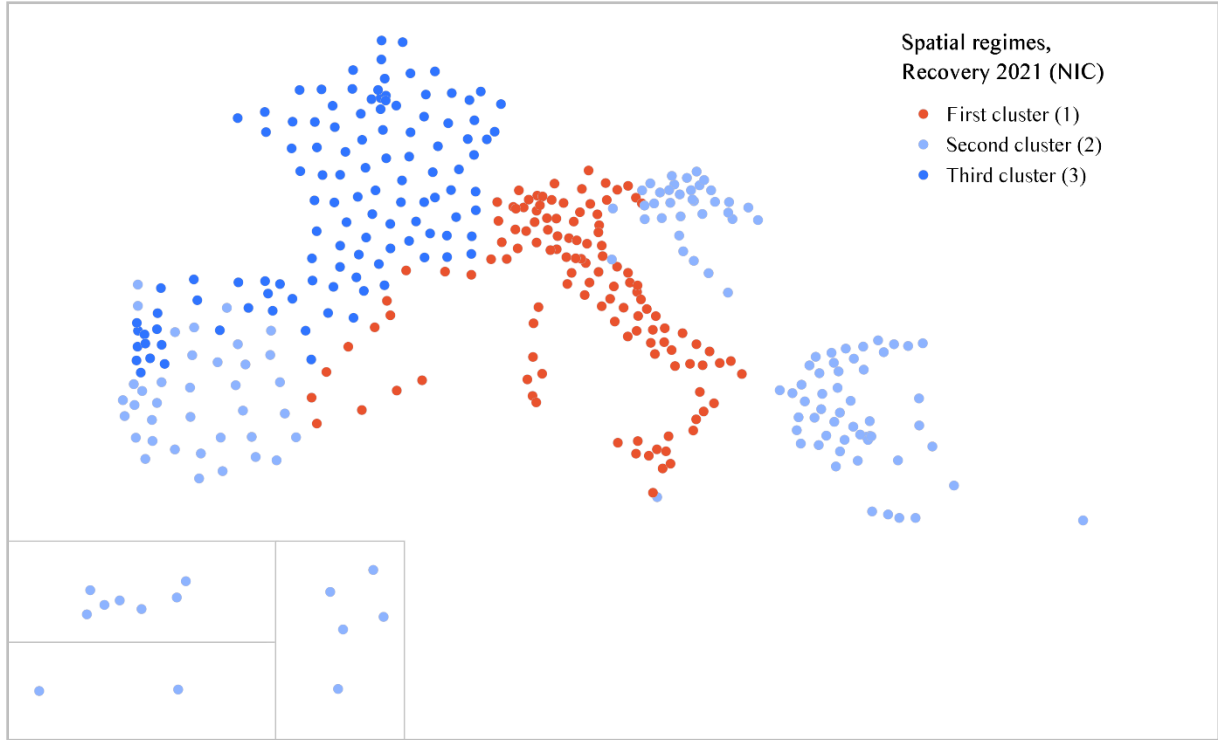 Spatial regimes,
Recovery 2021 (NIC)
First cluster (1)
Second cluster (2)
Third cluster (3)